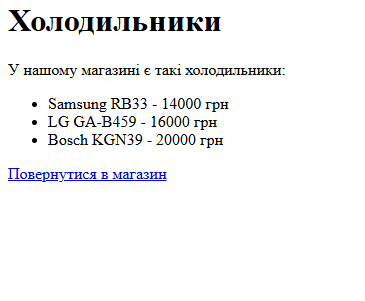 Холодильники
У нашому магазині є такі холодильники:
Samsung RB33 - 14000 грн
LG GA-B459 - 16000 грн
Bosch KGN39 - 20000 грн
Повернутися в магазин